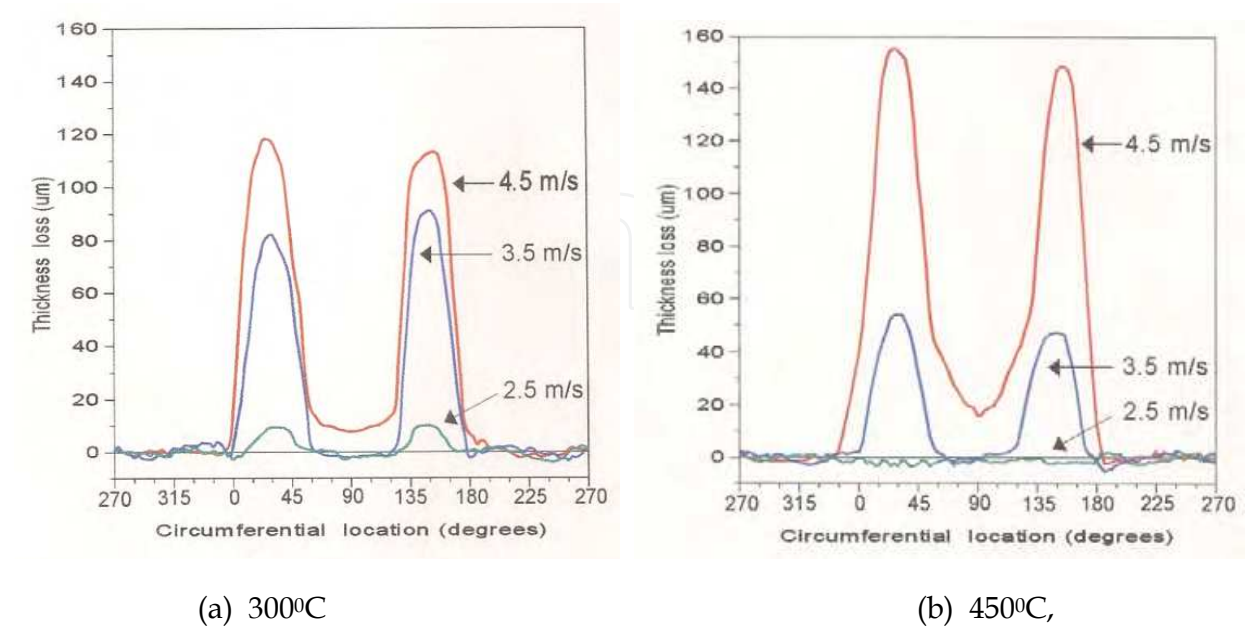 160
140
120
100
80
60
40
20
0
Thickness loss (um)
4.5 m/s
3.5 m/s
2.5 m/s
270 315 0 45 90 135 180 225 270
Circumferential location (degrees)
(a) 300⁰C
160
140
120
100
80
60
40
20
0
Thickness loss (um)
4.5 m/s
3.5 m/s
2.5 m/s
270 315 0 45 90 135 180 225 270
Circumferential location (degrees)
(b) 450⁰C,